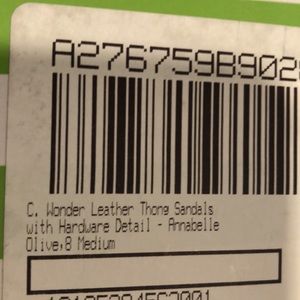 A276759B902
C. Wonder Leather Thong Sandals
with Hardware Detail - Annabelle
Olive,8 Medium